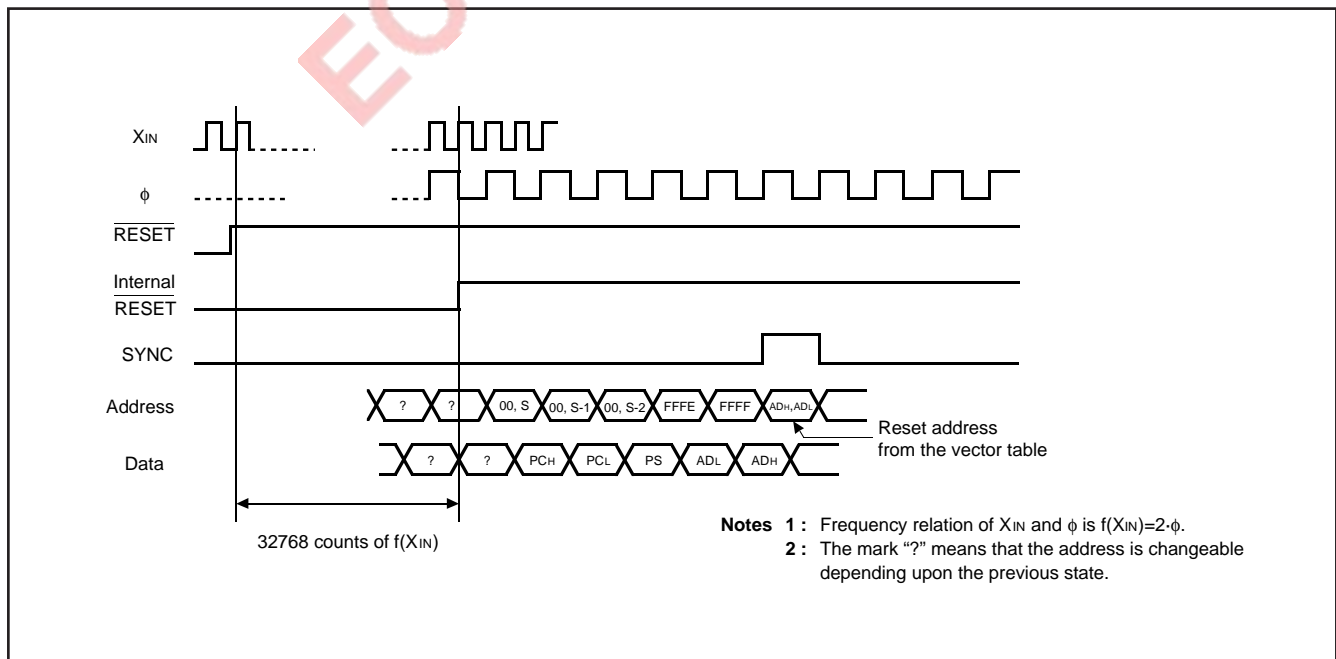 EO
XIN
ϕ
RESET
Internal
RESET
SYNC
Address
? ? 00, S 00, S-1 00, S-2 FFFE FFFF ADH,ADL
Reset address
from the vector table
Data
? ? PCH PCL PS ADL ADH
32768 counts of f(XIN)
Notes 1 : Frequency relation of XIN and ϕ is f(XIN)=2·ϕ.
2 : The mark “?” means that the address is changeable
depending upon the previous state.